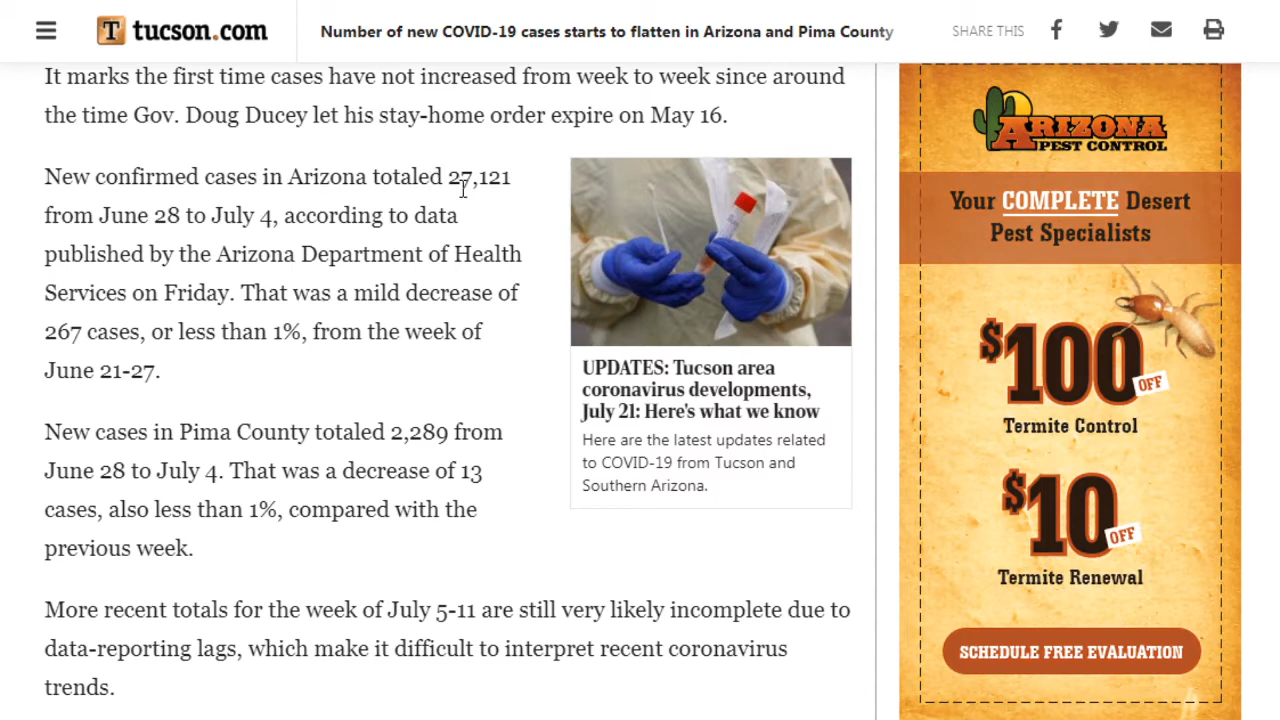 T tucson.com
Number of new COVID-19 cases starts to flatten in Arizona and Pima County
SHARE THIS
It marks the first time cases have not increased from week to week since around
the time Gov. Doug Ducey let his stay-home order expire on May 16.
New confirmed cases in Arizona totaled 27,121
from June 28 to July 4, according to data
published by the Arizona Department of Health
Services on Friday. That was a mild decrease of
267 cases, or less than 1%, from the week of
June 21-27.
New cases in Pima County totaled 2,289 from
June 28 to July 4. That was a decrease of 13
cases, also less than 1%, compared with the
previous week.
More recent totals for the week of July 5-11 are still very likely incomplete due to
data-reporting lags, which make it difficult to interpret recent coronavirus
trends.
UPDATES: Tucson area
coronavirus developments,
July 21: Here's what we know
Here are the latest updates related
to COVID-19 from Tucson and
Southern Arizona.
ARIZONA
PEST CONTROL
Your COMPLETE Desert
Pest Specialists
$100 OFF
Termite Control
$10 OFF
Termite Renewal
SCHEDULE FREE EVALUATION